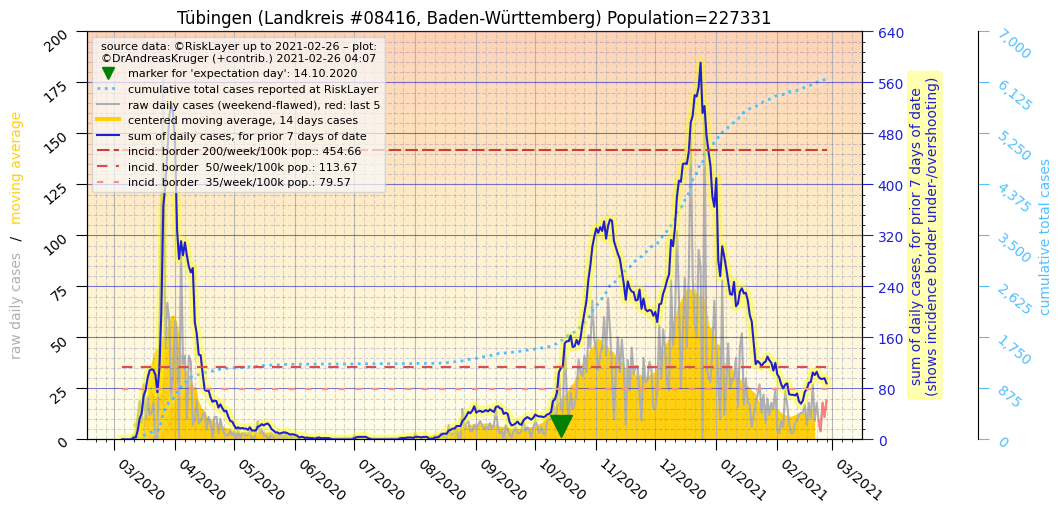 Tübingen (Landkreis #08416, Baden-Württemberg) Population=227331
source data: ©RiskLayer up to 2021-02-26 – plot:
©DrAndreasKruger (+contrib.) 2021-02-26 04:07
marker for 'expectation day': 14.10.2020
cumulative total cases reported at RiskLayer
raw daily cases (weekend-flawed), red: last 5
centered moving average, 14 days cases
sum of daily cases, for prior 7 days of date
incid. border 200/week/100k pop.: 454.66
incid. border  50/week/100k pop.: 113.67
incid. border  35/week/100k pop.: 79.57
raw daily cases / moving average
200
175
150
125
100
75
50
25
0
03/2020
04/2020
05/2020
06/2020
07/2020
08/2020
09/2020
10/2020
11/2020
12/2020
01/2021
02/2021
03/2021
640
560
480
400
320
240
160
80
0
sum of daily cases, for prior 7 days of date
(shows incidence border under-/overshooting)
7,000
6,125
5,250
4,375
3,500
2,625
1,750
875
0
cumulative total cases